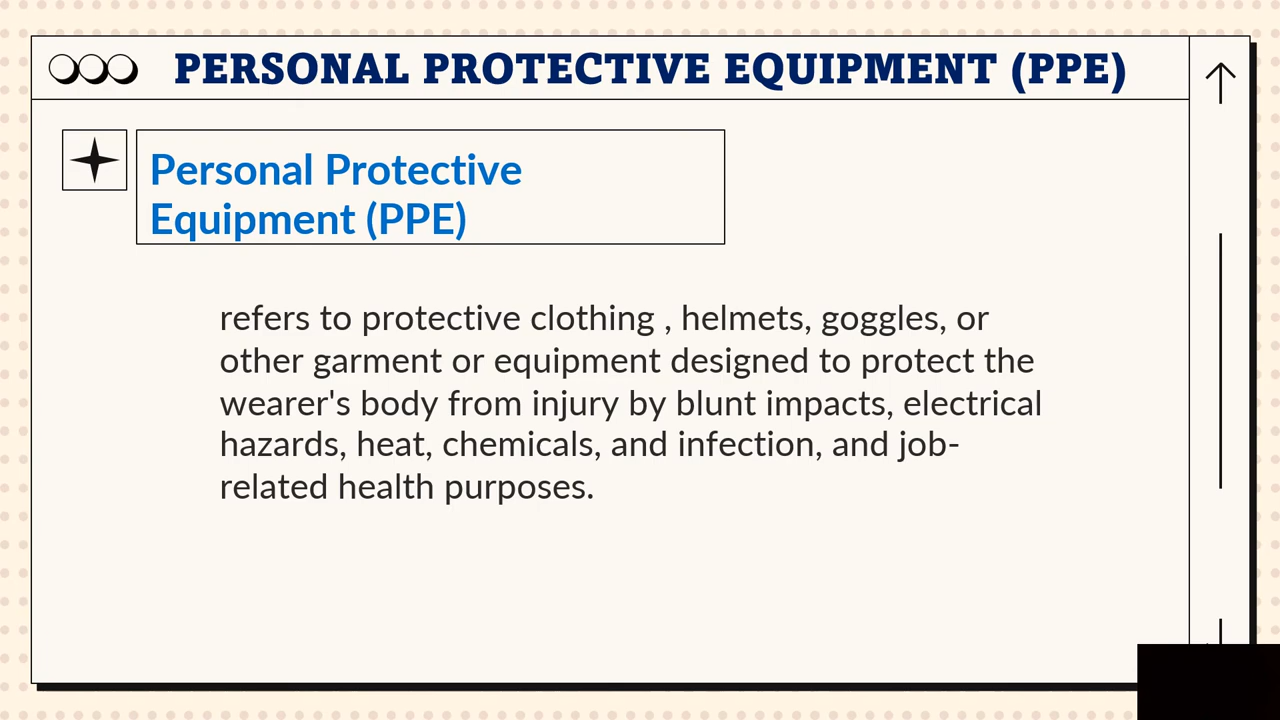 PERSONAL PROTECTIVE EQUIPMENT (PPE)
Personal Protective
Equipment (PPE)
refers to protective clothing , helmets, goggles, or
other garment or equipment designed to protect the
wearer's body from injury by blunt impacts, electrical
hazards, heat, chemicals, and infection, and job-
related health purposes.